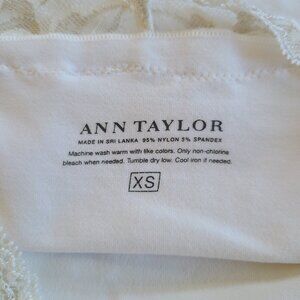 ANN TAYLOR
MADE IN SRI LANKA 95% NYLON 5% SPANDEX
Machine wash warm with like colors. Only non-chlorine
bleach when needed. Tumble dry low. Cool iron if needed.
XS